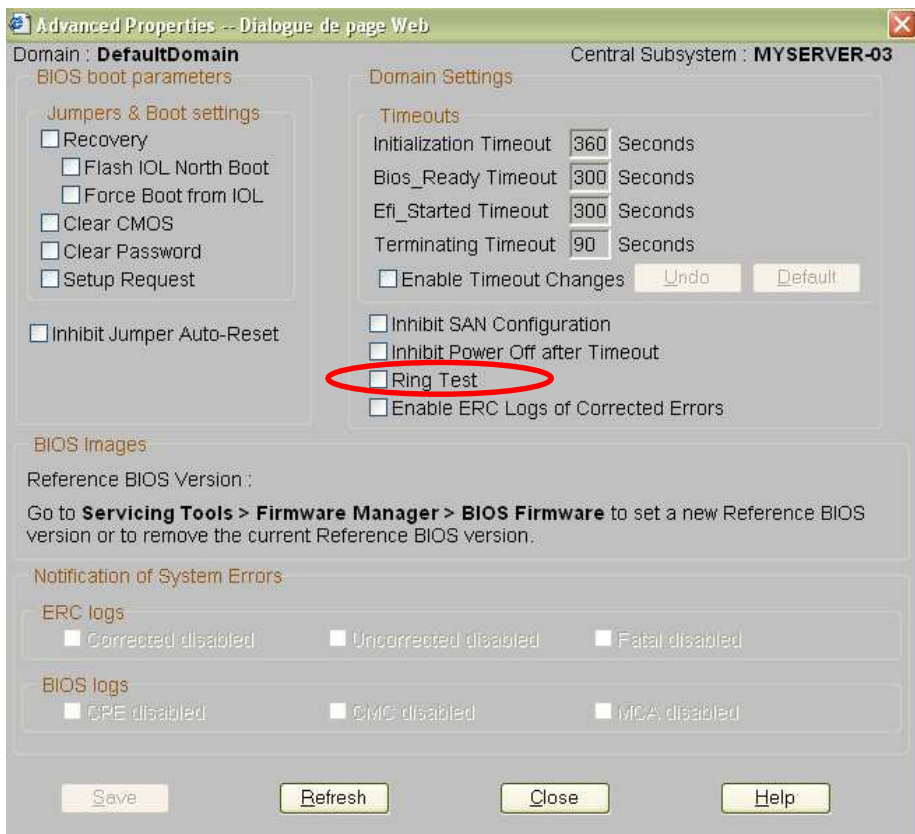 Advanced Properties -- Dialogue de page Web
Domain : DefaultDomain
Central Subsystem : MYSERVER-03
BIOS boot parameters
Jumpers & Boot settings
Recovery
Flash IOL North Boot
Force Boot from IOL
Clear CMOS
Clear Password
Setup Request
Inhibit Jumper Auto-Reset
Domain Settings
Timeouts
Initialization Timeout 360 Seconds
Bios_Ready Timeout 300 Seconds
Efi_Started Timeout 300 Seconds
Terminating Timeout 90 Seconds
Enable Timeout Changes Undo Default
Inhibit SAN Configuration
Inhibit Power Off after Timeout
Ring Test
Enable ERC Logs of Corrected Errors
BIOS Images
Reference BIOS Version :
Go to Servicing Tools > Firmware Manager > BIOS Firmware to set a new Reference BIOS
version or to remove the current Reference BIOS version.
Notification of System Errors
ERC logs
Corrected disabled Uncorrected disabled Fatal disabled
BIOS logs
CPE disabled CMC disabled MCA disabled
Save Refresh Close Help